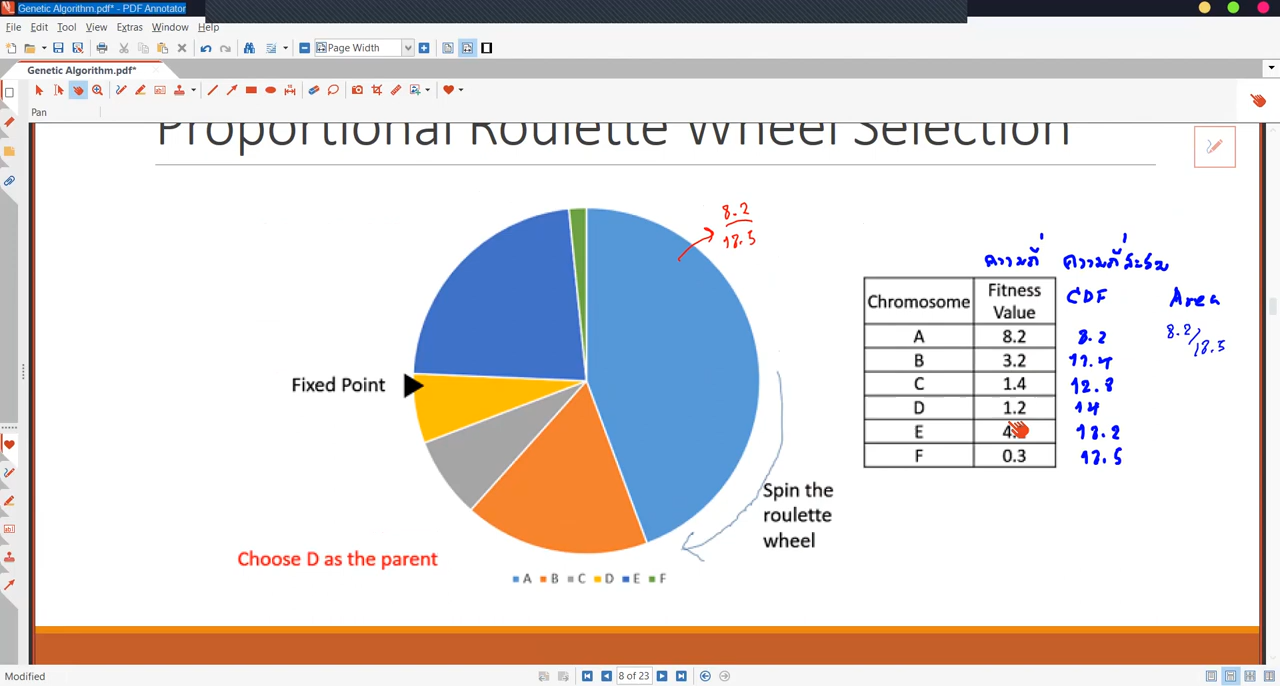 Genetic Algorithm.pdf* - PDF Annotator
File Edit Tool View Extras Window Help
Page Width
Genetic Algorithm.pdf*
Pan
Proportional Roulette Wheel Selection
8.2
18.5
ความถี่ ความถี่สะสม
Chromosome Fitness Value CDF Area
A 8.2 8.2 8.2/18.5
B 3.2 11.4
C 1.4 12.8
D 1.2 14
E 18.2
F 0.3 18.5
Fixed Point
Spin the
roulette
wheel
Choose D as the parent
A B C D E F
8 of 23
Modified